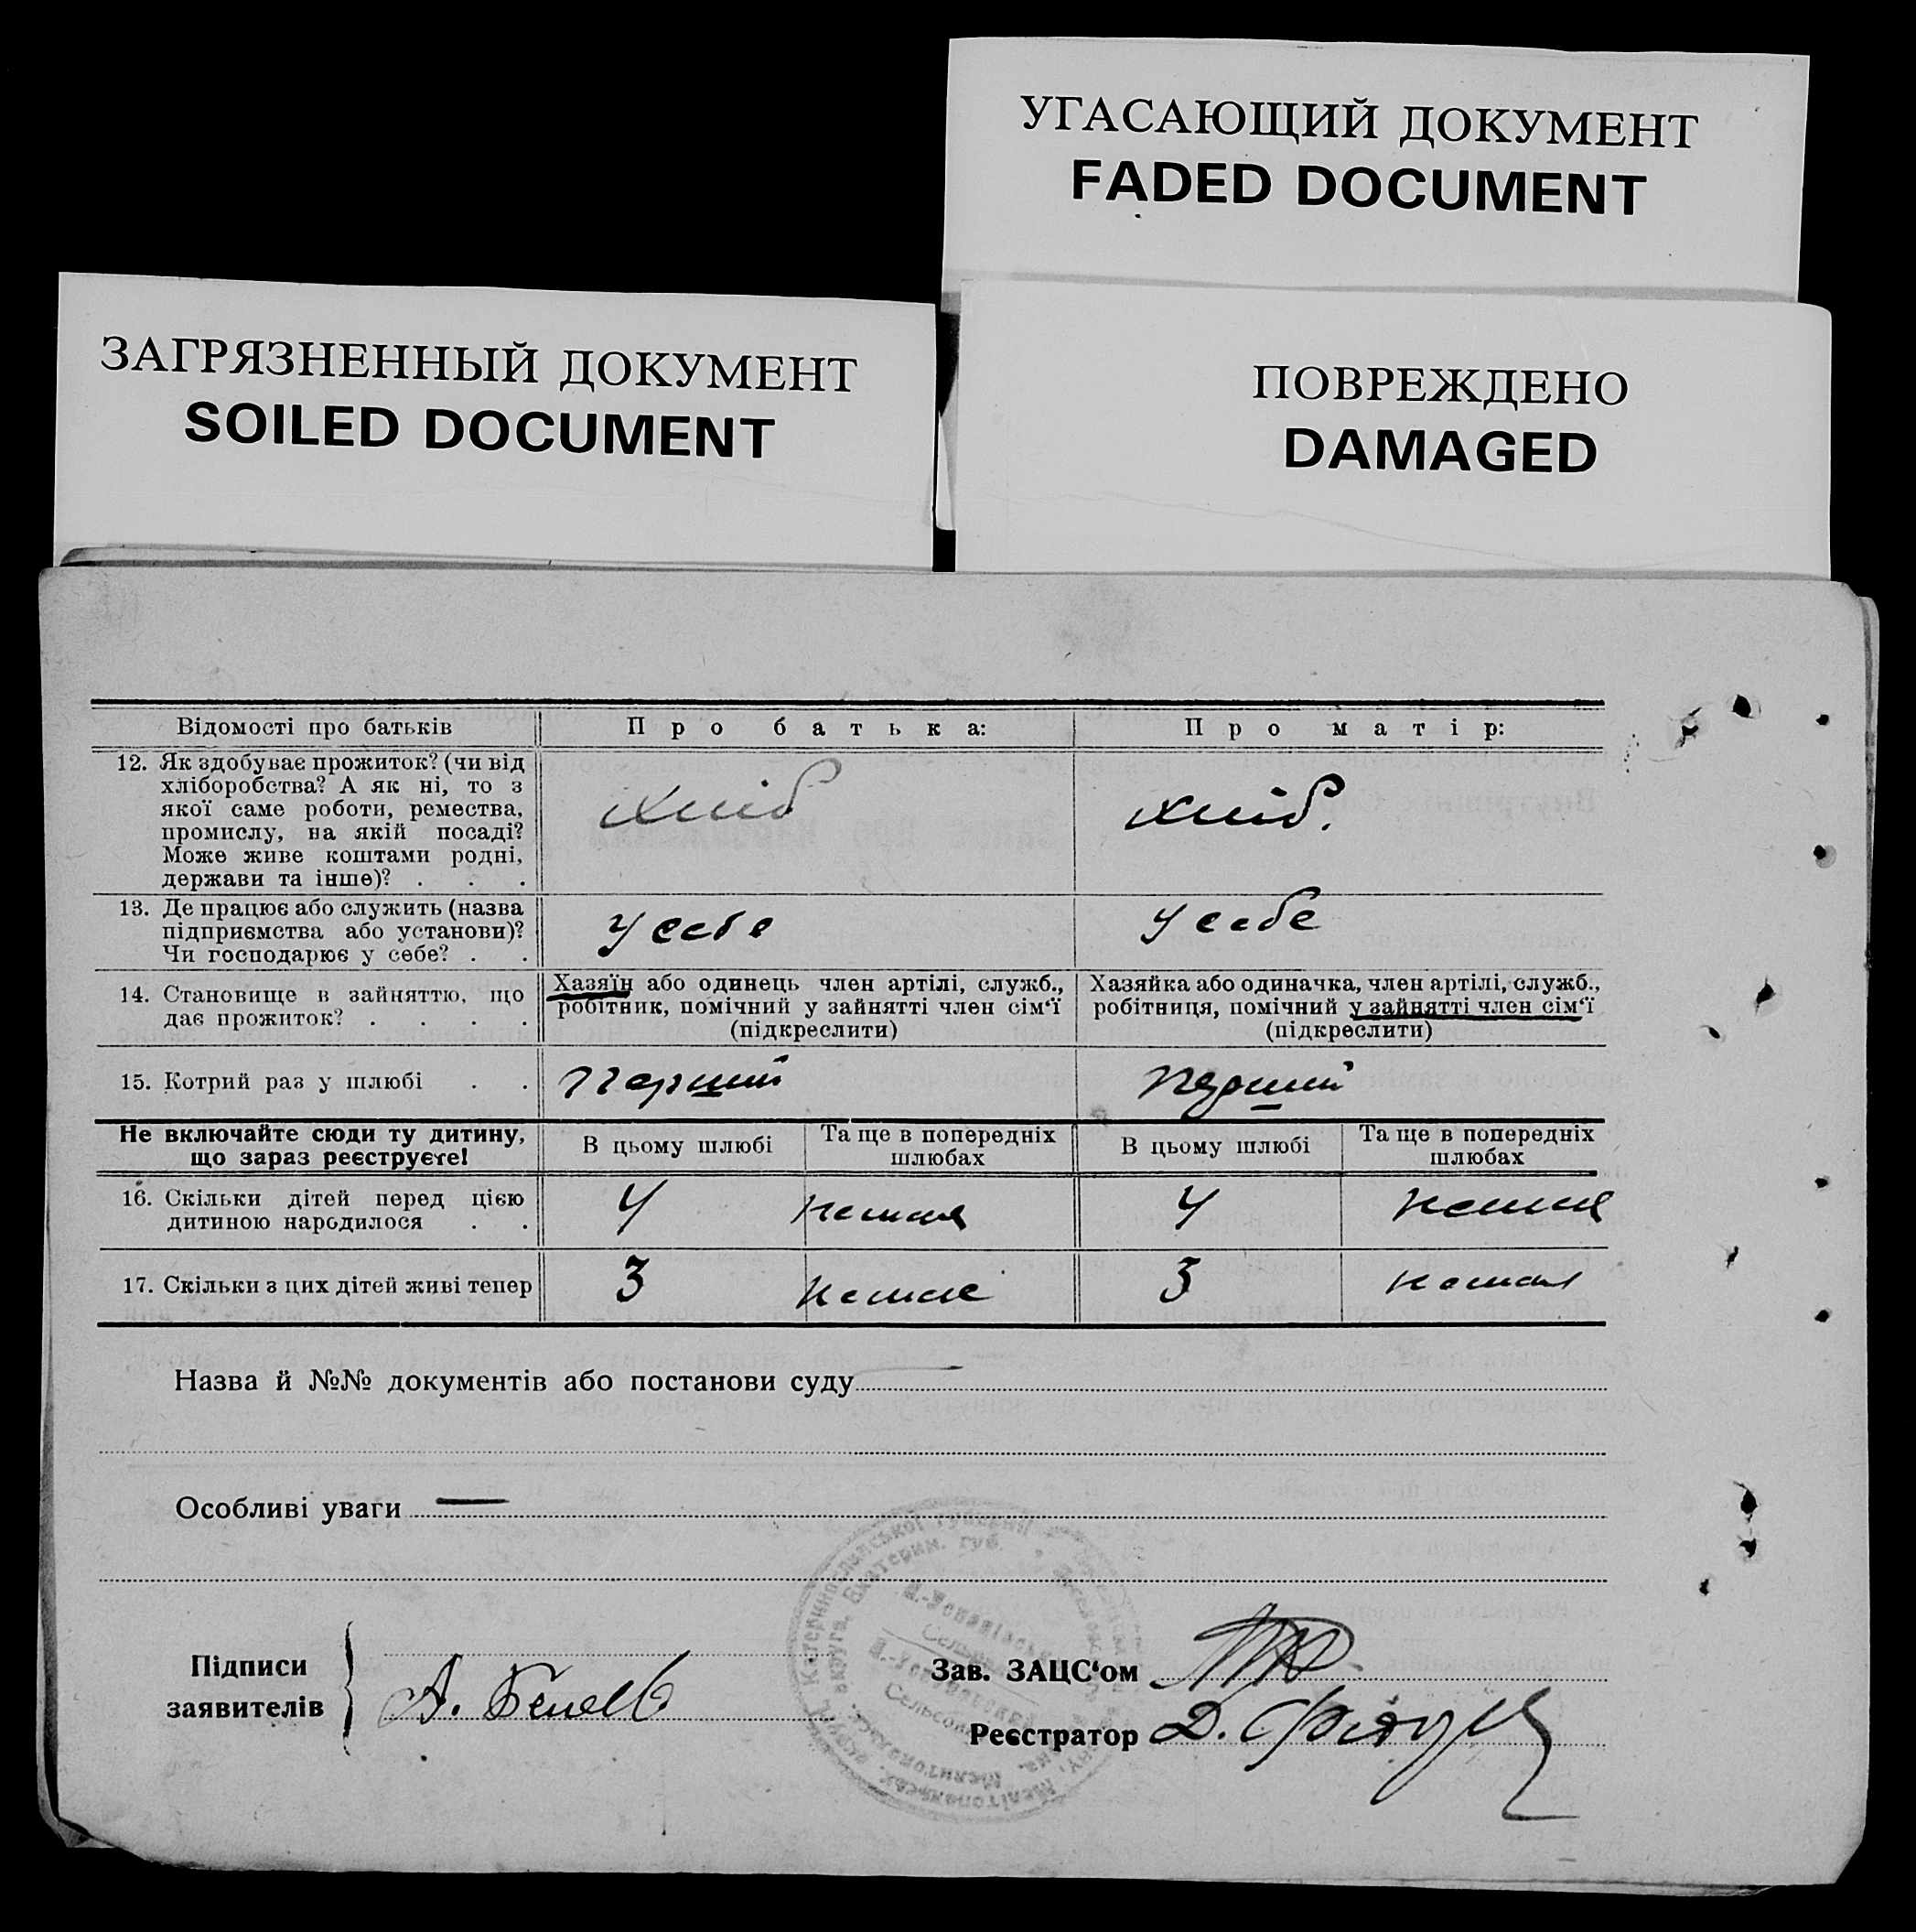 УГАСАЮЩИЙ ДОКУМЕНТ
FADED DOCUMENT
ЗАГРЯЗНЕННЫЙ ДОКУМЕНТ
SOILED DOCUMENT
ПОВРЕЖДЕНО
DAMAGED
Відомості про батьків
Про батька:
Про матір:
12. Як здобуває прожиток? (чи від
хліборобства? А як ні, то з
якої саме роботи, ремества,
промислу, на якій посаді?
Може живе коштами родні,
держави та інше)? . . .
хліб
хліб.
13. Де працює або служить (назва
підприємства або установи)?
Чи господарює у себе? . .
у себе
у себе
14. Становище в зайняттю, що
дає прожиток? . . . .
Хазяїн або одинець член артілі, служб.,
робітник, помічний у зайнятті член сім'ї
(підкреслити)
Хазяйка або одиначка, член артілі, служб.,
робітниця, помічний у зайнятті член сім'ї
(підкреслити)
15. Котрий раз у шлюбі . .
перший
перший
Не включайте сюди ту дитину,
що зараз реєструєте!
В цьому шлюбі
Та ще в попередніх
шлюбах
В цьому шлюбі
Та ще в попередніх
шлюбах
16. Скільки дітей перед цією
дитиною народилося . .
4
немає
4
немає
17. Скільки з цих дітей живі тепер
3
немає
3
немає
Назва й №№ документів або постанови суду
Особливі уваги —
Підписи
заявителів
А.
Зав. ЗАЦС'ом
Реєстратор Д.